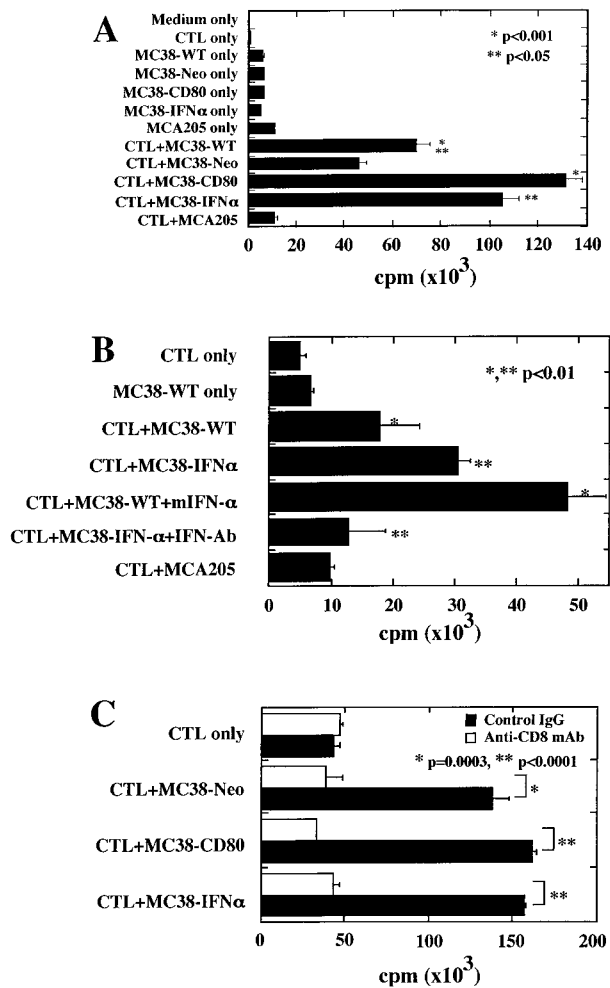 A
Medium only
CTL only
MC38-WT only
MC38-Neo only
MC38-CD80 only
MC38-IFNα only
MCA205 only
CTL+MC38-WT
CTL+MC38-Neo
CTL+MC38-CD80
CTL+MC38-IFNα
CTL+MCA205
* p<0.001
** p<0.05
*
**
*
**
0 20 40 60 80 100 120 140
cpm (x10³)
B
CTL only
MC38-WT only
CTL+MC38-WT
CTL+MC38-IFNα
CTL+MC38-WT+mIFN-α
CTL+MC38-IFN-α+IFN-Ab
CTL+MCA205
*,** p<0.01
*
**
*
**
0 10 20 30 40 50
cpm (x10³)
C
CTL only
CTL+MC38-Neo
CTL+MC38-CD80
CTL+MC38-IFNα
Control IgG
Anti-CD8 mAb
* p=0.0003, ** p<0.0001
*
**
**
0 50 100 150 200
cpm (x10³)